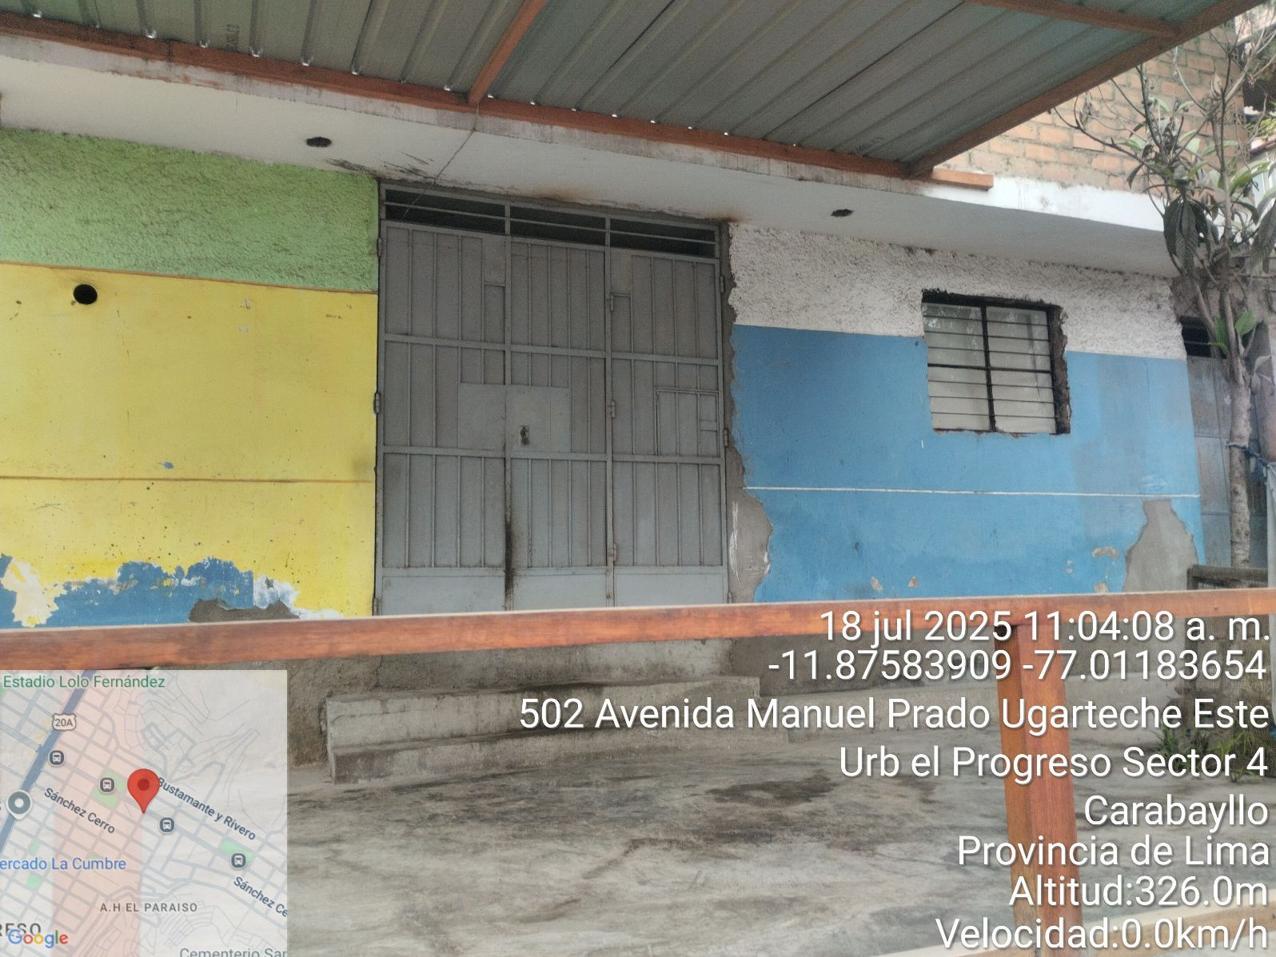 18 jul 2025 11:04:08 a. m.
-11.87583909 -77.01183654
502 Avenida Manuel Prado Ugarteche Este
Urb el Progreso Sector 4
Carabayllo
Provincia de Lima
Altitud:326.0m
Velocidad:0.0km/h
Estadio Lolo Fernández
20A
Bustamante y Rivero
Sánchez Cerro
ercado La Cumbre
Sánchez Ce
A.H EL PARAISO
RESO
Google
Cementerio Sar